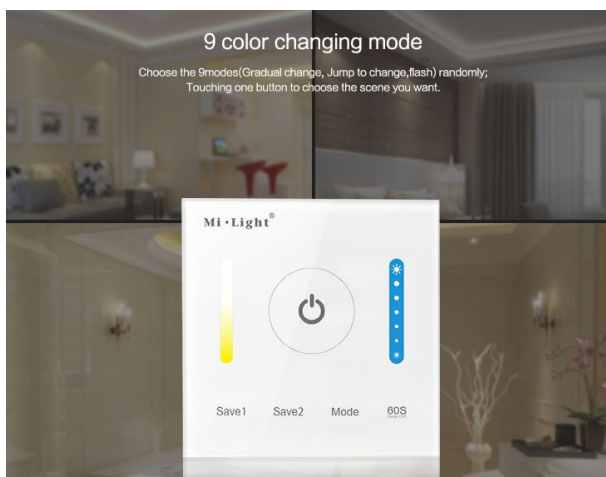 9 color changing mode
Choose the 9modes(Gradual change, Jump to change,flash) randomly;
Touching one button to choose the scene you want.
Mi·Light®
Save1 Save2 Mode 60S